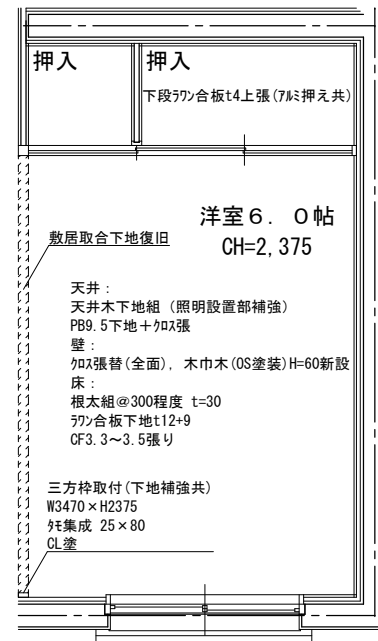 押入
押入
下段ﾗﾜﾝ合板t4上張(ｱﾙﾐ押え共)
洋室６．０帖
CH=2,375
敷居取合下地復旧
天井：
天井木下地組（照明設置部補強）
PB9.5下地＋ｸﾛｽ張
壁：
ｸﾛｽ張替(全面)，木巾木(OS塗装)H=60新設
床：
根太組@300程度 t=30
ﾗﾜﾝ合板下地t12+9
CF3.3～3.5張り
三方枠取付(下地補強共)
W3470×H2375
ﾀﾓ集成 25×80
CL塗